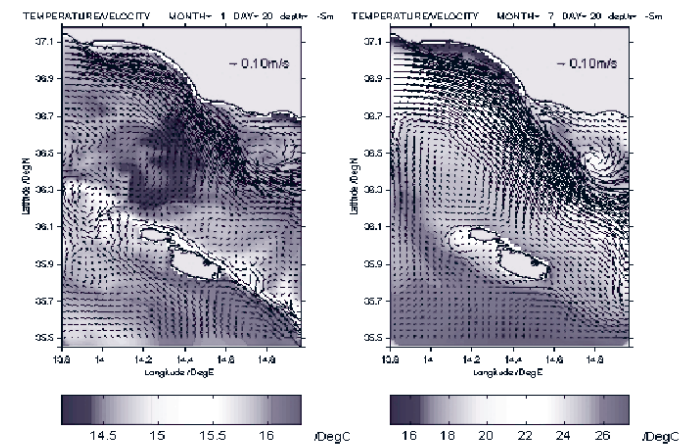 TEMPERATURE/VELOCITY MONTH= 1 DAY= 20 depth= -5m
37.1
36.9
36.7
36.5
36.3
36.1
35.9
35.7
35.5
Latitude /DegN
→ 0.10m/s
13.8 14 14.2 14.4 14.6 14.8
Longitude /DegE
14.5 15 15.5 16 /DegC
TEMPERATURE/VELOCITY MONTH= 7 DAY= 20 depth= -5m
37.1
36.9
36.7
36.5
36.3
36.1
35.9
35.7
35.5
Latitude /DegN
→ 0.10m/s
13.8 14 14.2 14.4 14.6 14.8
Longitude /DegE
16 18 20 22 24 26 /DegC